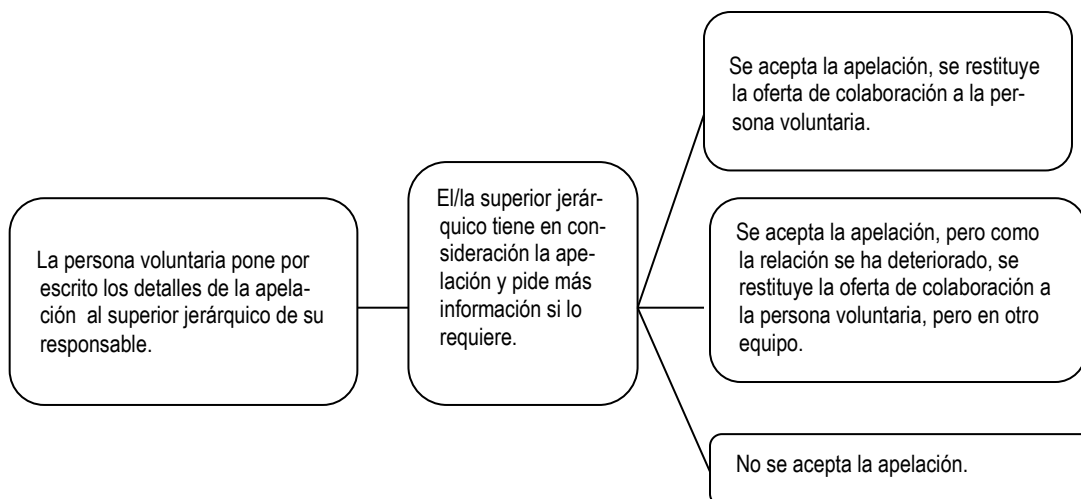 La persona voluntaria pone por
escrito los detalles de la apela-
ción al superior jerárquico de su
responsable.
El/la superior jerár-
quico tiene en con-
sideración la ape-
lación y pide más
información si lo
requiere.
Se acepta la apelación, se restituye
la oferta de colaboración a la per-
sona voluntaria.
Se acepta la apelación, pero como
la relación se ha deteriorado, se
restituye la oferta de colaboración a
la persona voluntaria, pero en otro
equipo.
No se acepta la apelación.